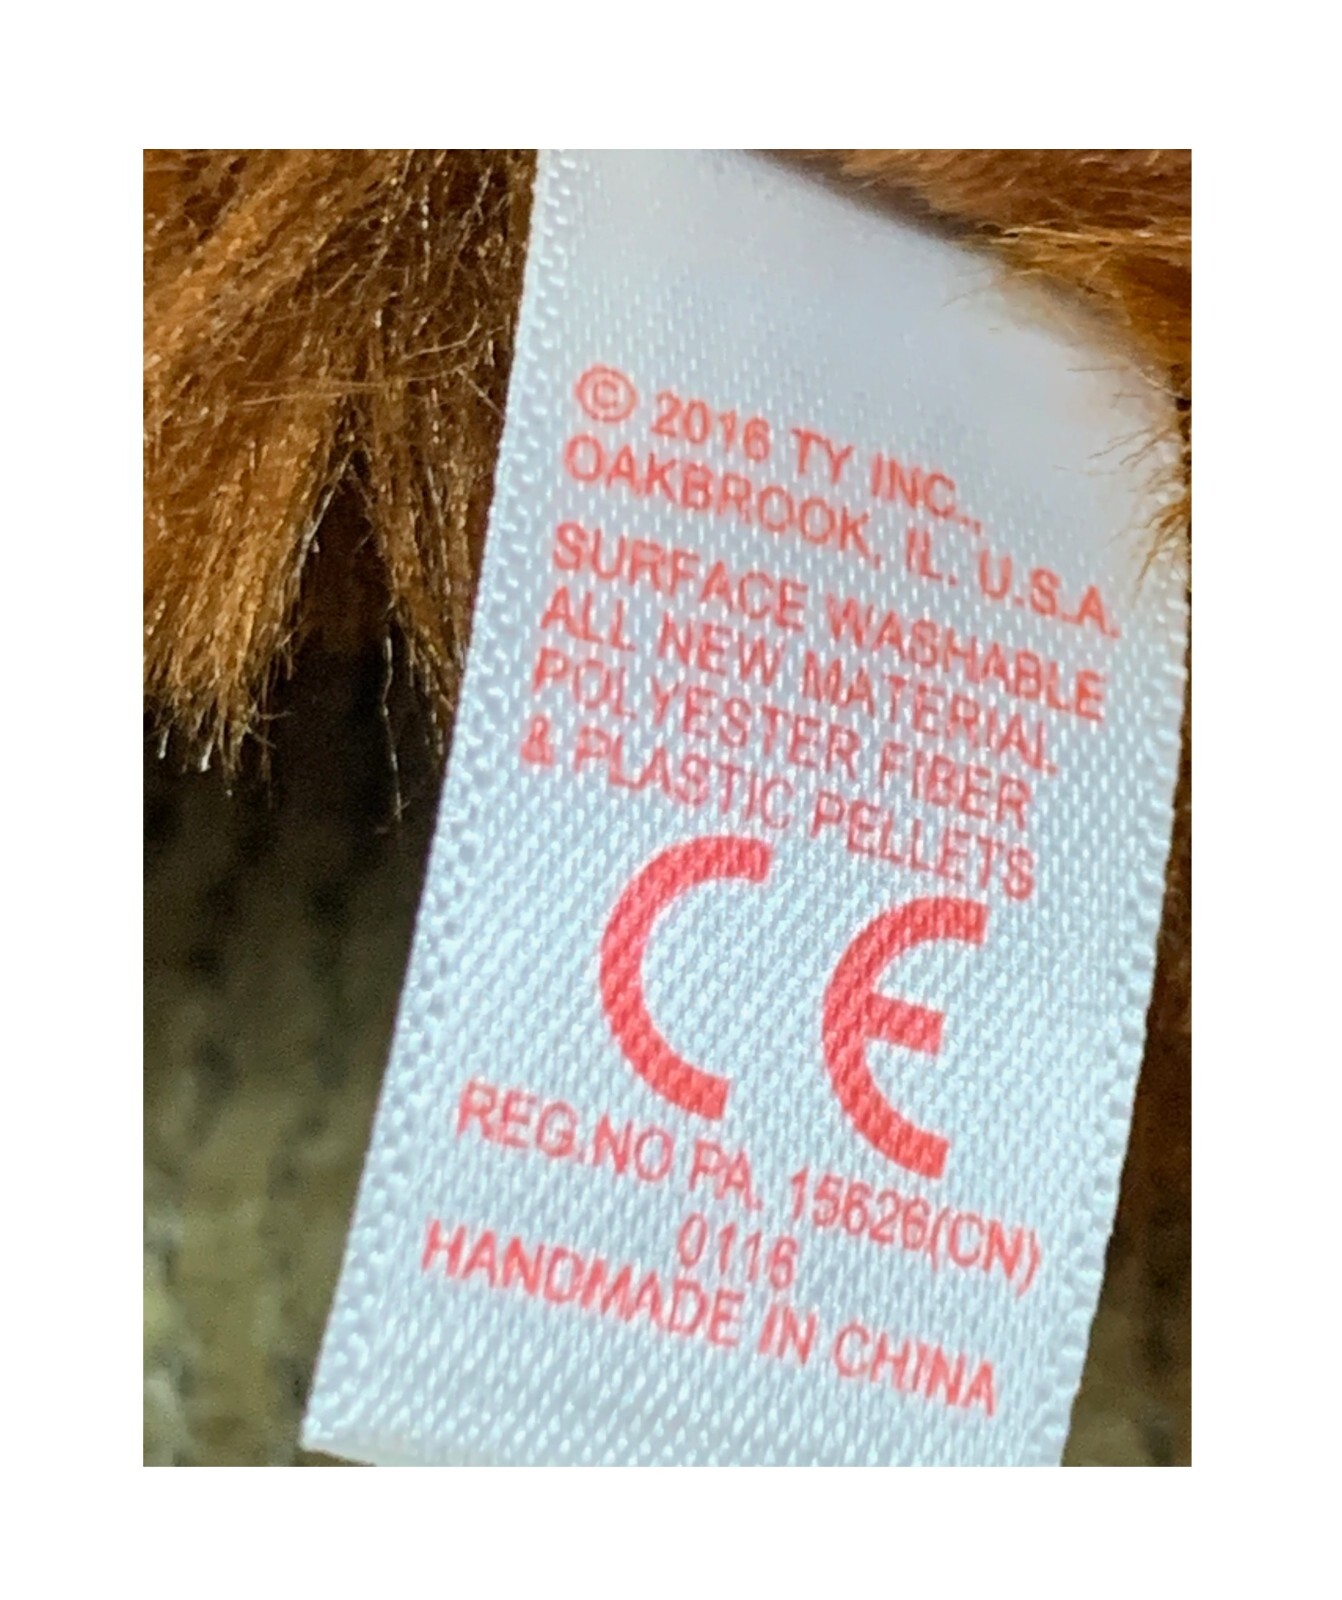 © 2016 TY INC.,
OAKBROOK, IL. U.S.A.
SURFACE WASHABLE
ALL NEW MATERIAL
POLYESTER FIBER
& PLASTIC PELLETS
CE
REG.NO PA. 15626(CN)
0116
HANDMADE IN CHINA